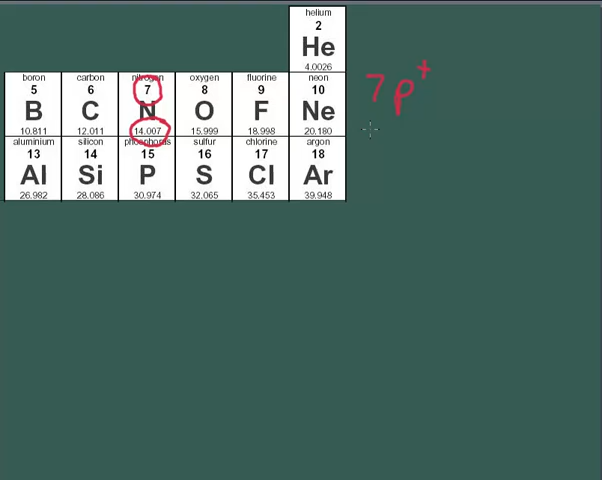 helium
2
He
4.0026
boron carbon nitrogen oxygen fluorine neon
5 6 7 8 9 10
B C N O F Ne
10.811 12.011 14.007 15.999 18.998 20.180
aluminium silicon phosphorus sulfur chlorine argon
13 14 15 16 17 18
Al Si P S Cl Ar
26.982 28.086 30.974 32.065 35.453 39.948
7 p+